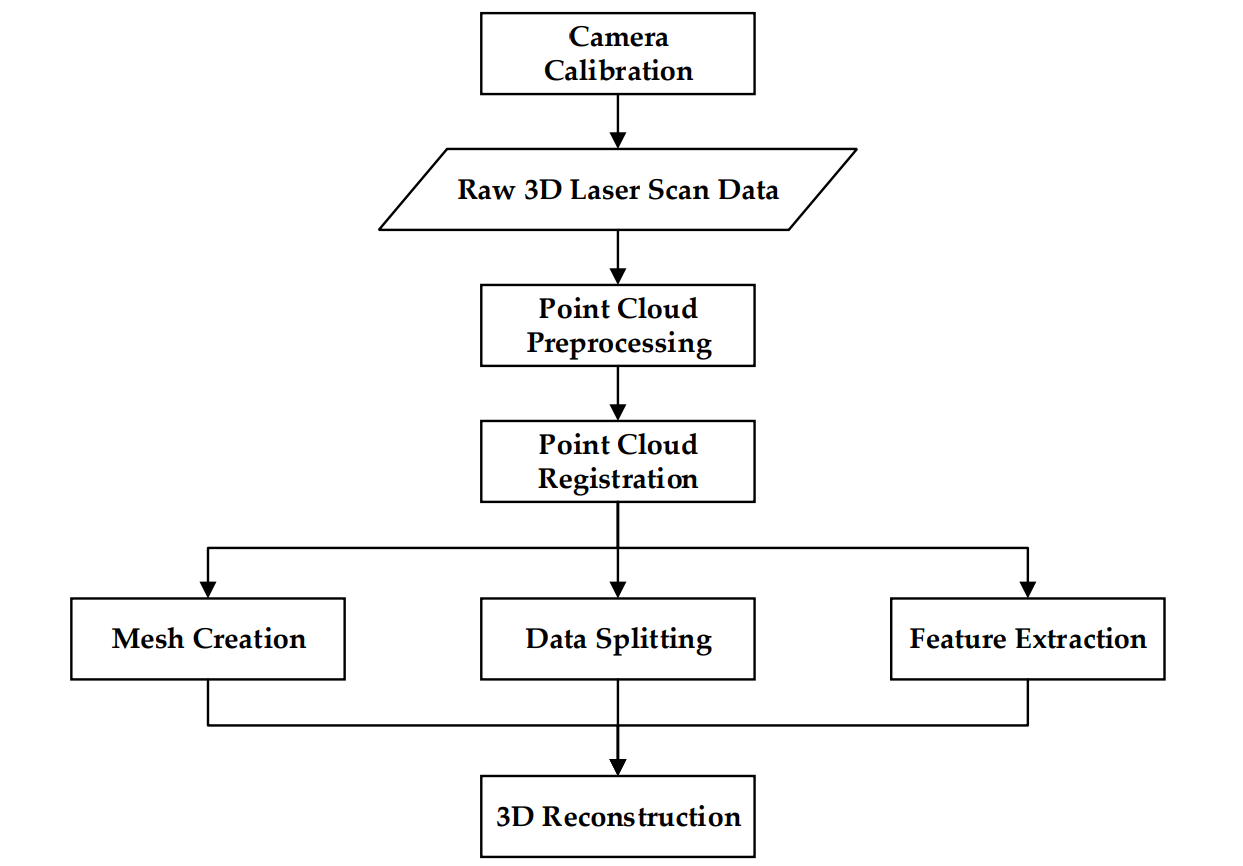 Camera
Calibration
Raw 3D Laser Scan Data
Point Cloud
Preprocessing
Point Cloud
Registration
Mesh Creation
Data Splitting
Feature Extraction
3D Reconstruction